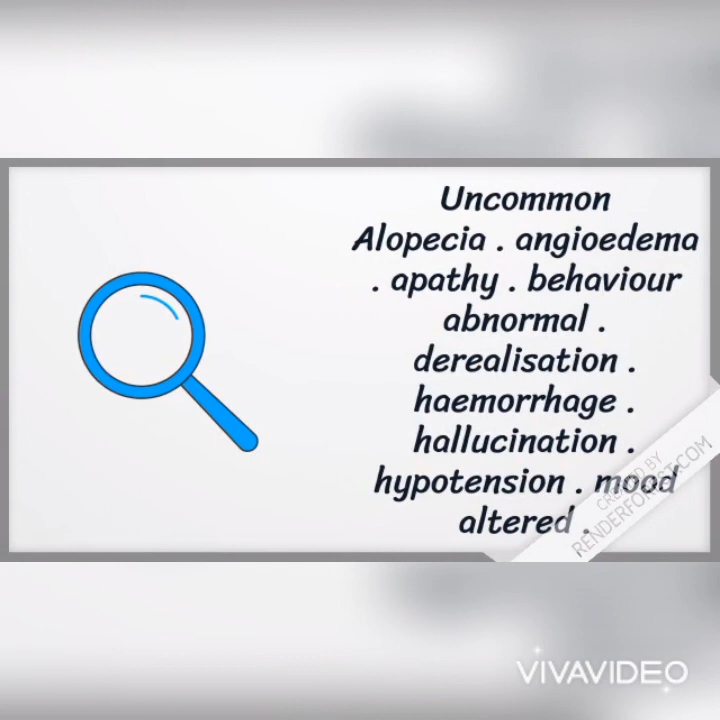 Uncommon
Alopecia . angioedema
. apathy . behaviour
abnormal .
derealisation .
haemorrhage .
hallucination .
hypotension . mood
altered .
CREATED BY
RENDERFOREST.COM
VIVAVIDEO